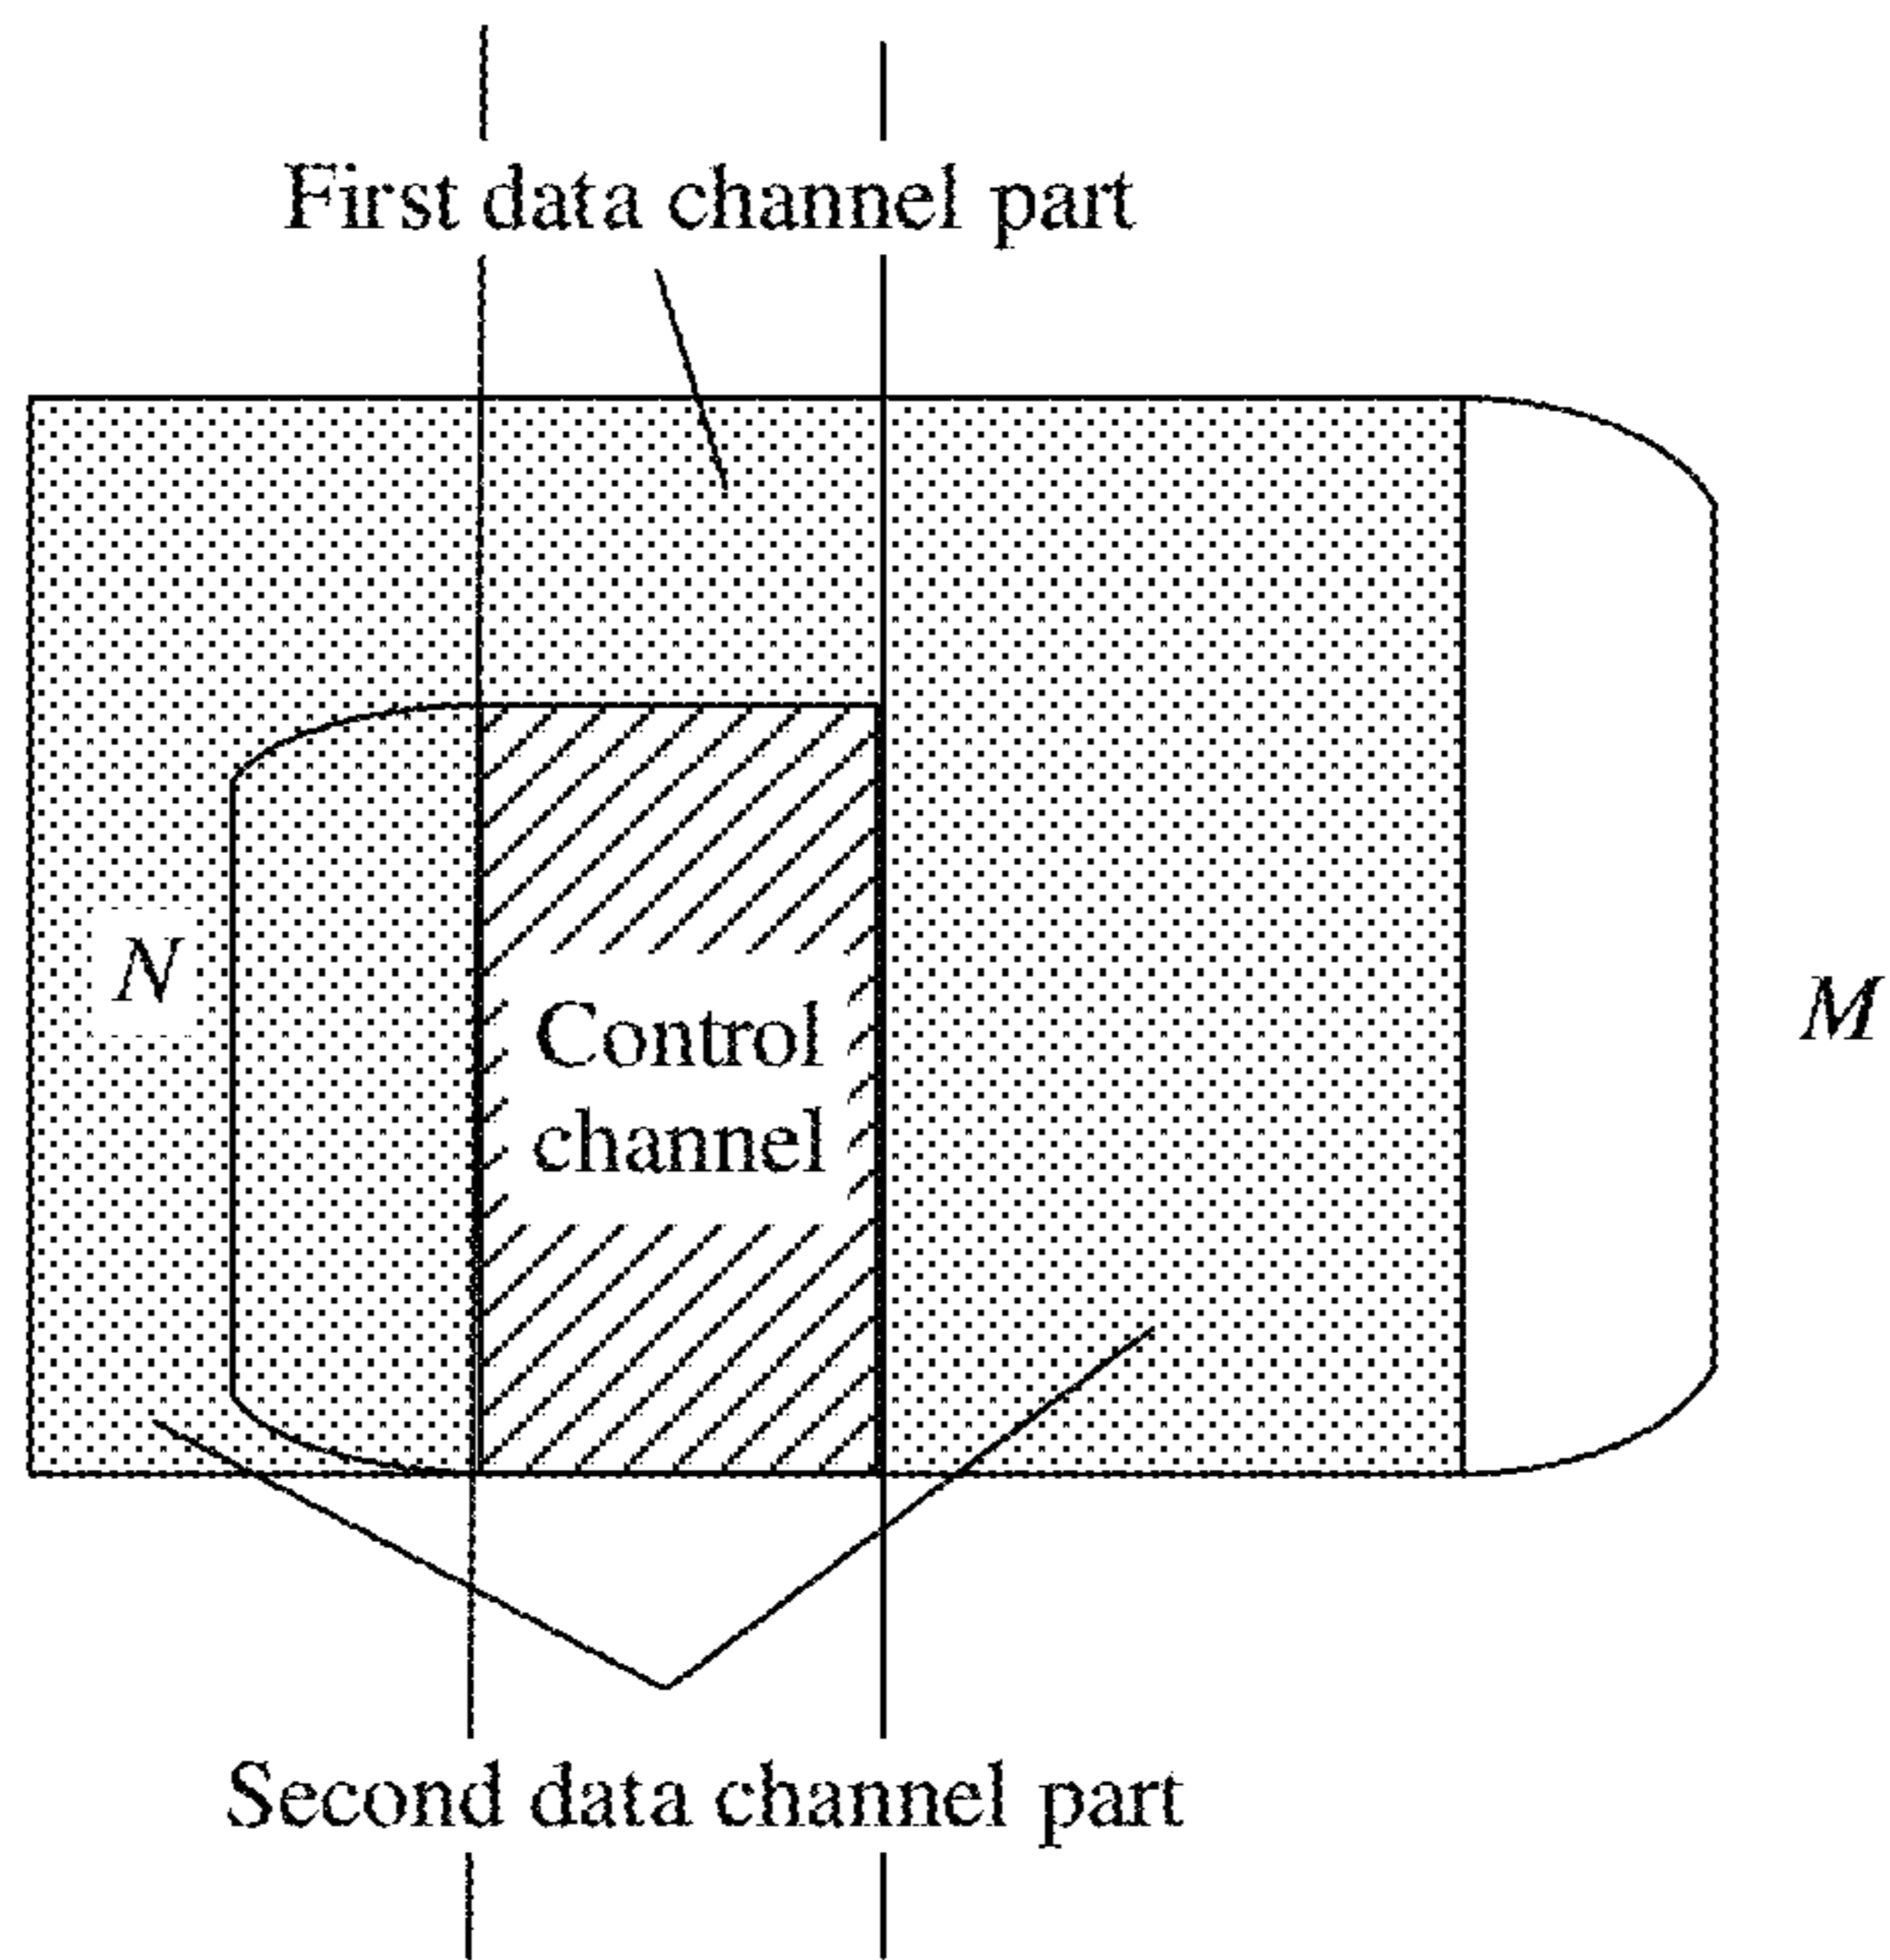 First data channel part
N
Control
channel
M
Second data channel part